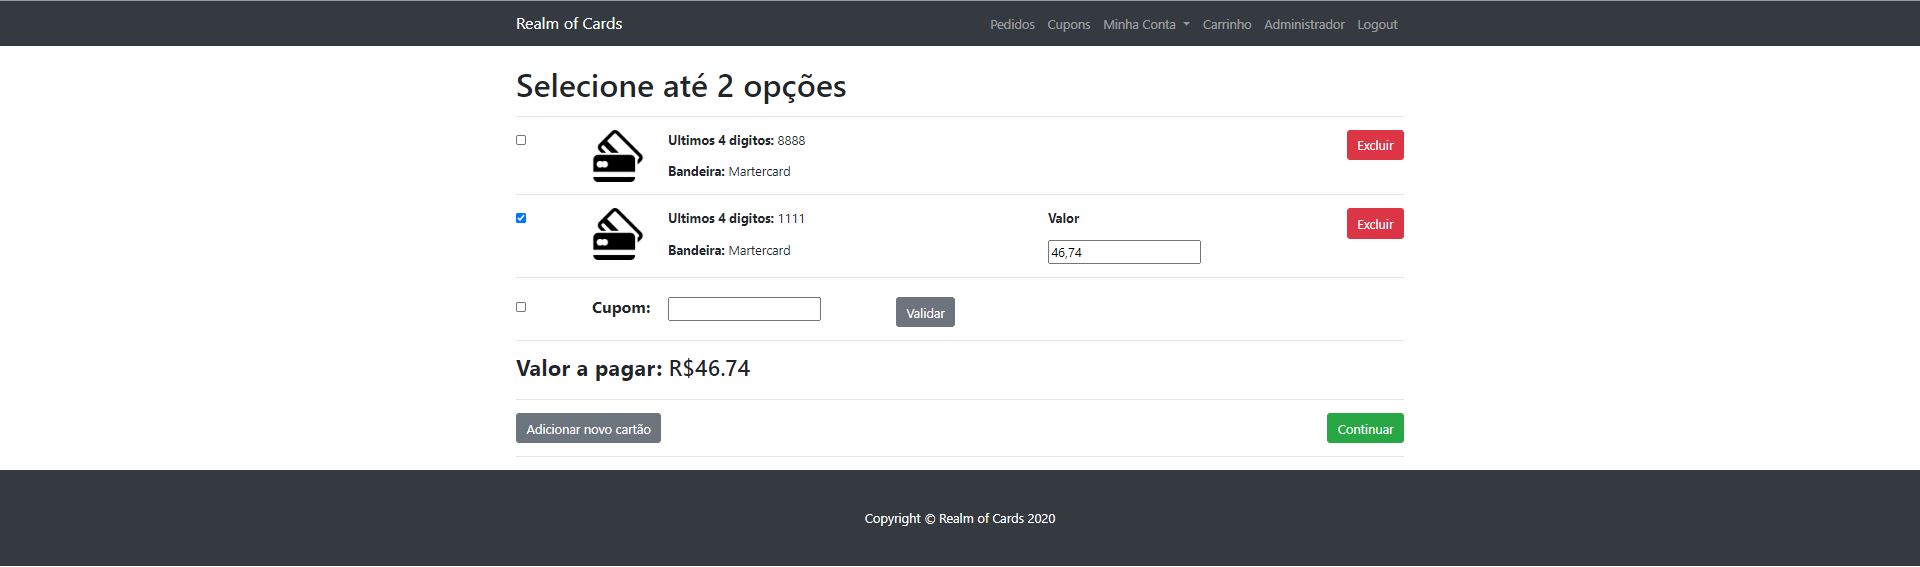 Realm of Cards Pedidos Cupons Minha Conta Carrinho Administrador Logout
Selecione até 2 opções
Ultimos 4 digitos: 8888 Excluir
Bandeira: Martercard
Ultimos 4 digitos: 1111 Valor Excluir
Bandeira: Martercard 46,74
Cupom: Validar
Valor a pagar: R$46.74
Adicionar novo cartão Continuar
Copyright © Realm of Cards 2020